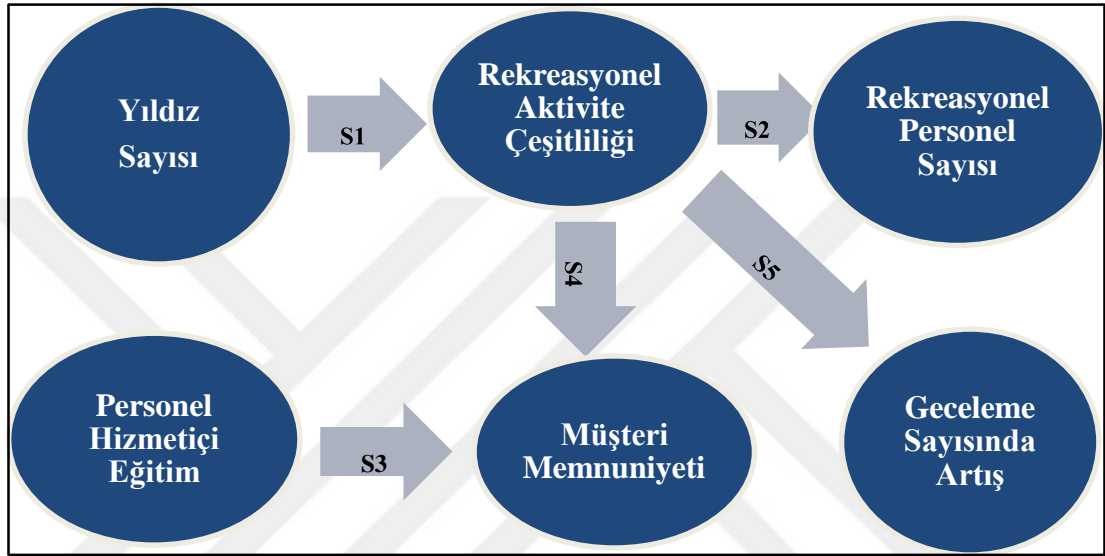 Yıldız
Sayısı
S1
Rekreasyonel
Aktivite
Çeşitliliği
S2
Rekreasyonel
Personel
Sayısı
S4
S5
Personel
Hizmetiçi
Eğitim
S3
Müşteri
Memnuniyeti
Geceleme
Sayısında
Artış